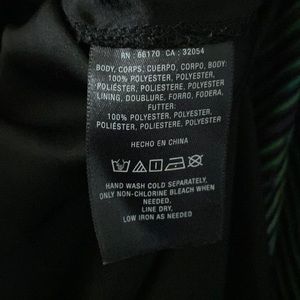 RN : 66170 CA : 32054
BODY, CORPS, CUERPO, CORPO, BODY:
100% POLYESTER, POLYESTER,
POLIÉSTER, POLIESTERE, POLYESTER
LINING, DOUBLURE, FORRO, FODERA,
FUTTER:
100% POLYESTER, POLYESTER,
POLIÉSTER, POLIESTERE, POLYESTER
HECHO EN CHINA
HAND WASH COLD SEPARATELY,
ONLY NON-CHLORINE BLEACH WHEN
NEEDED,
LINE DRY,
LOW IRON AS NEEDED